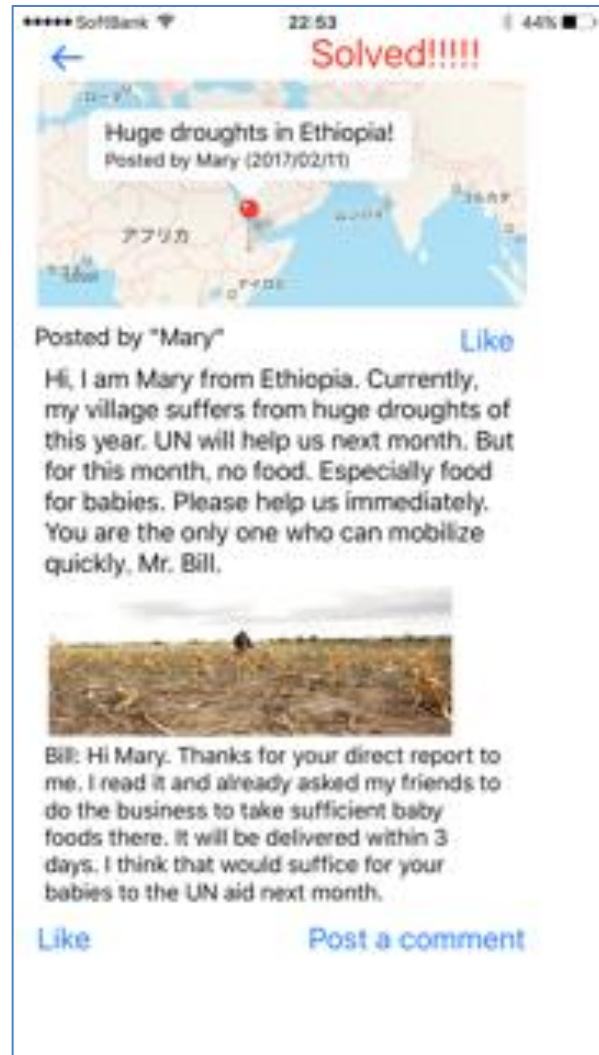 SoftBank 22:53 44%
Solved!!!!!
Huge droughts in Ethiopia!
Posted by Mary (2017/02/11)
アフリカ
ナイロビ
Posted by "Mary"
Like
Hi, I am Mary from Ethiopia. Currently,
my village suffers from huge droughts of
this year. UN will help us next month. But
for this month, no food. Especially food
for babies. Please help us immediately.
You are the only one who can mobilize
quickly, Mr. Bill.
Bill: Hi Mary. Thanks for your direct report to
me. I read it and already asked my friends to
do the business to take sufficient baby
foods there. It will be delivered within 3
days. I think that would suffice for your
babies to the UN aid next month.
Like
Post a comment